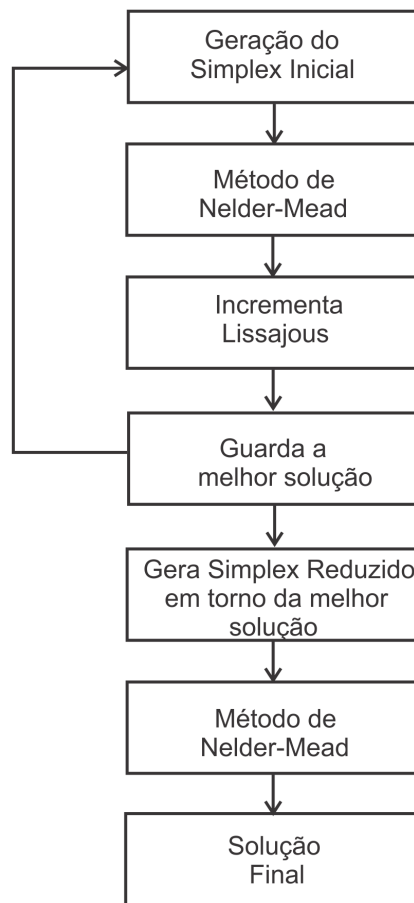 Geração do
Simplex Inicial
Método de
Nelder-Mead
Incrementa
Lissajous
Guarda a
melhor solução
Gera Simplex Reduzido
em torno da melhor
solução
Método de
Nelder-Mead
Solução
Final